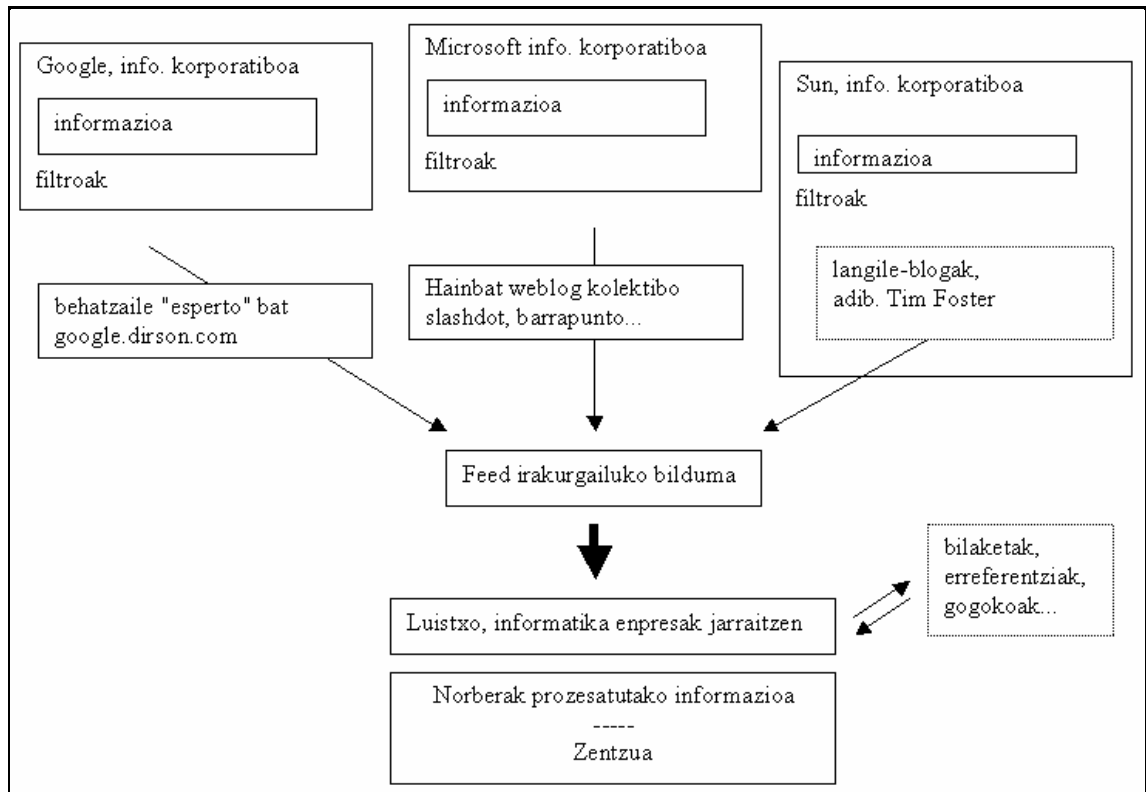 Google, info. korporatiboa
informazioa
filtroak
Microsoft info. korporatiboa
informazioa
filtroak
Sun, info. korporatiboa
informazioa
filtroak
langile-blogak,
adib. Tim Foster
behatzaile "esperto" bat
google.dirson.com
Hainbat weblog kolektibo
slashdot, barrapunto...
Feed irakurgailuko bilduma
bilaketak,
erreferentziak,
gogokoak...
Luistxo, informatika enpresak jarraitzen
Norberak prozesatutako informazioa
-----
Zentzua